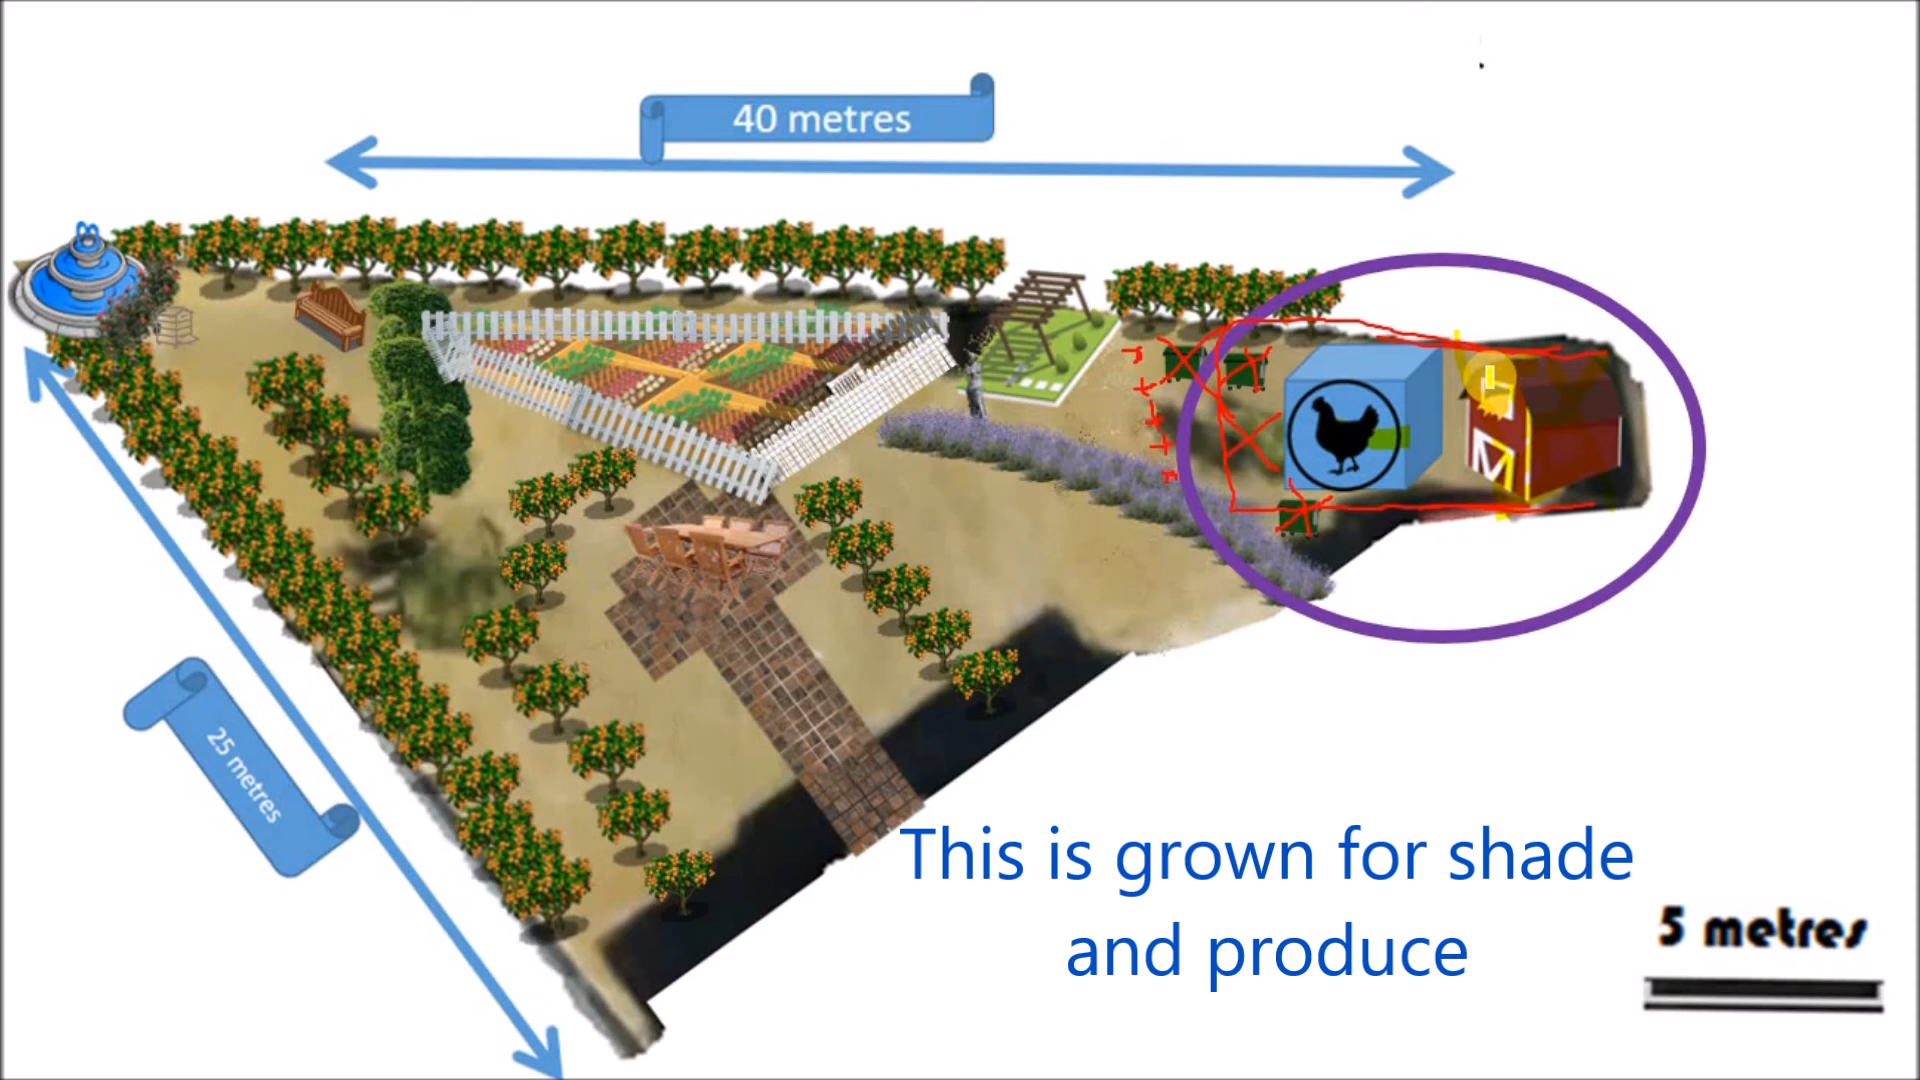 40 metres
25 metres
This is grown for shade
and produce
5 metres